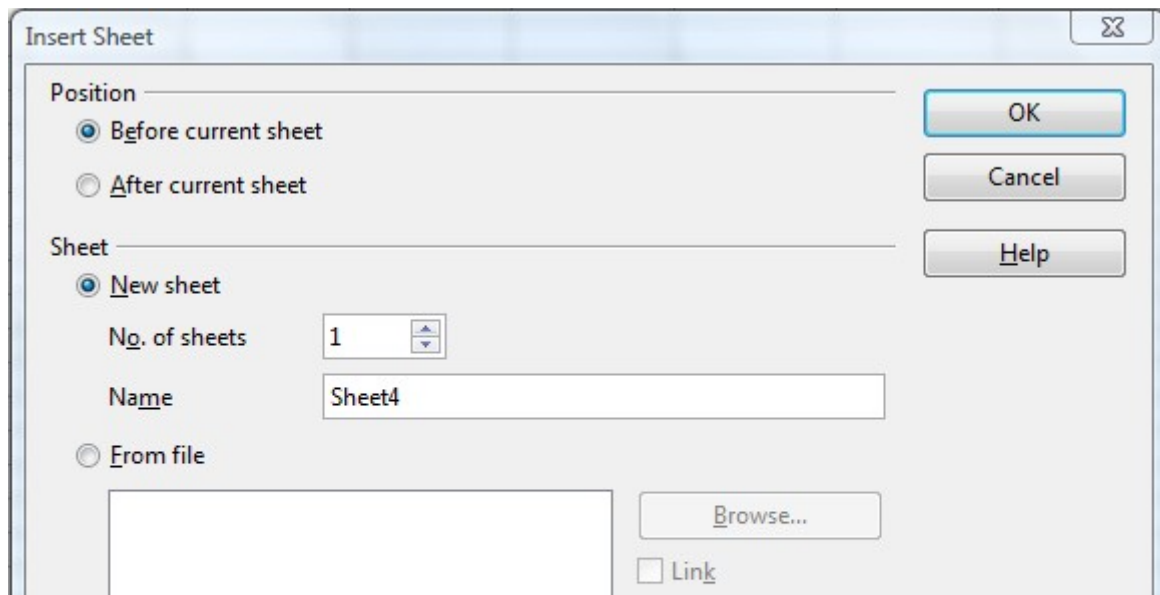 Insert Sheet
Position
Before current sheet
After current sheet
OK
Cancel
Help
Sheet
New sheet
No. of sheets 1
Name Sheet4
From file
Browse...
Link